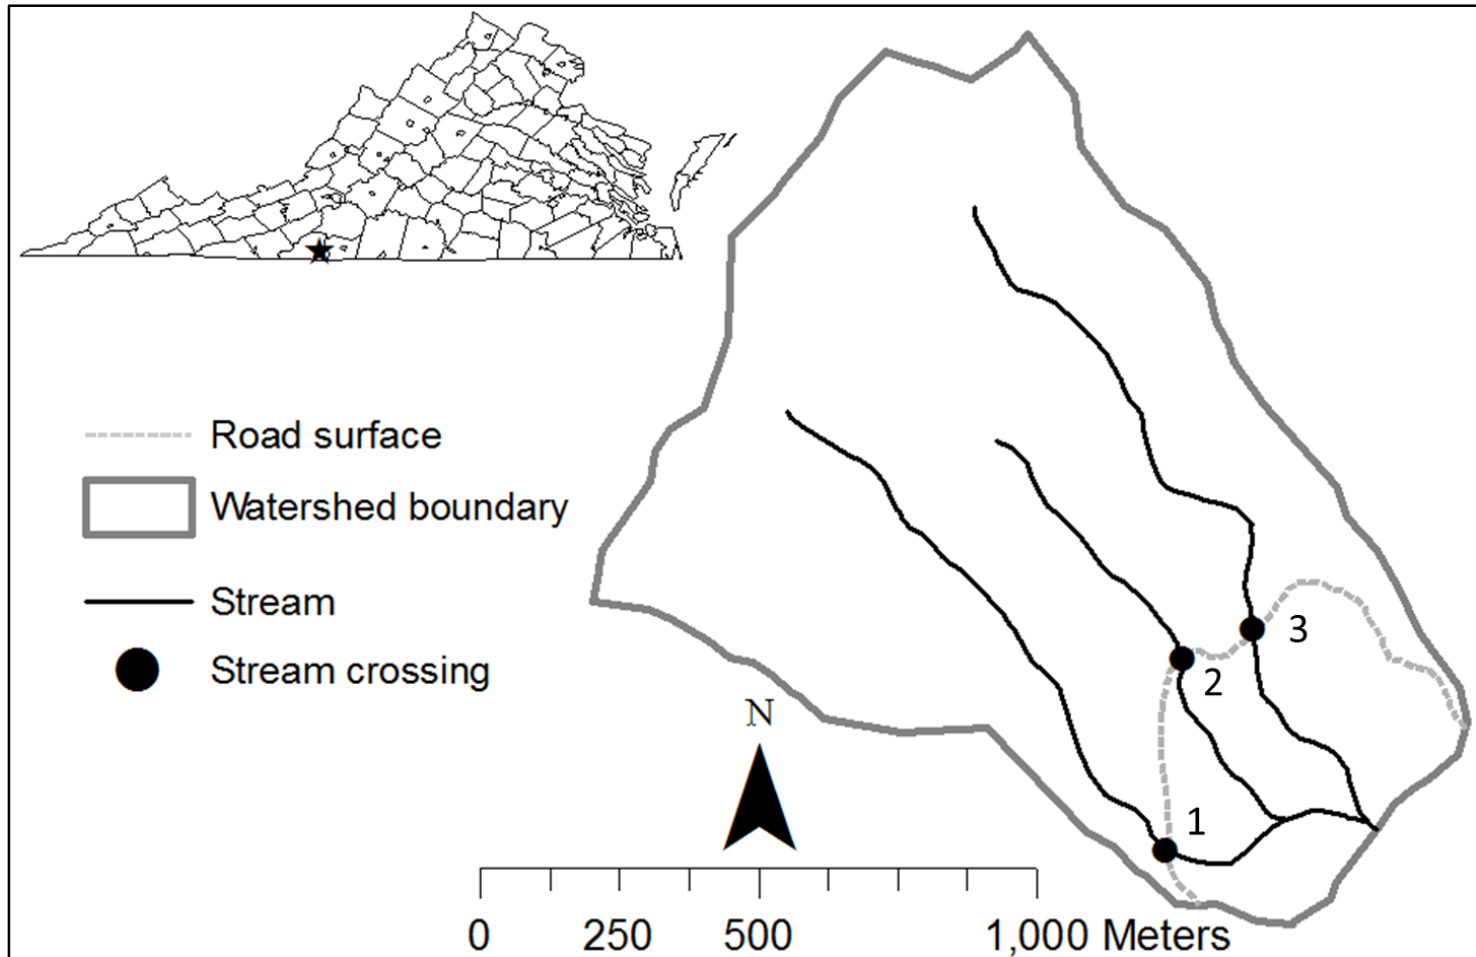 Road surface
Watershed boundary
Stream
Stream crossing
N
3
2
1
0 250 500 1,000 Meters